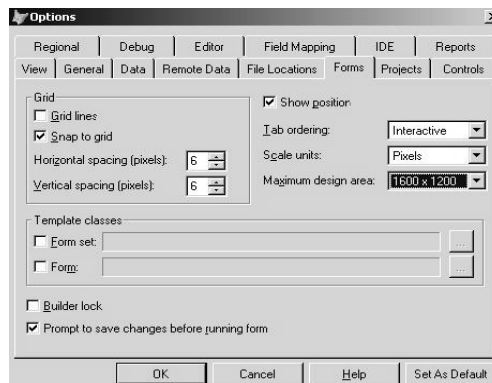 Options
Regional Debug Editor Field Mapping IDE Reports
View General Data Remote Data File Locations Forms Projects Controls
Grid
Grid lines
Snap to grid
Horizontal spacing (pixels): 6
Vertical spacing (pixels): 6
Show position
Tab ordering: Interactive
Scale units: Pixels
Maximum design area: 1600 x 1200
Template classes
Form set: ...
Form: ...
Builder lock
Prompt to save changes before running form
OK Cancel Help Set As Default